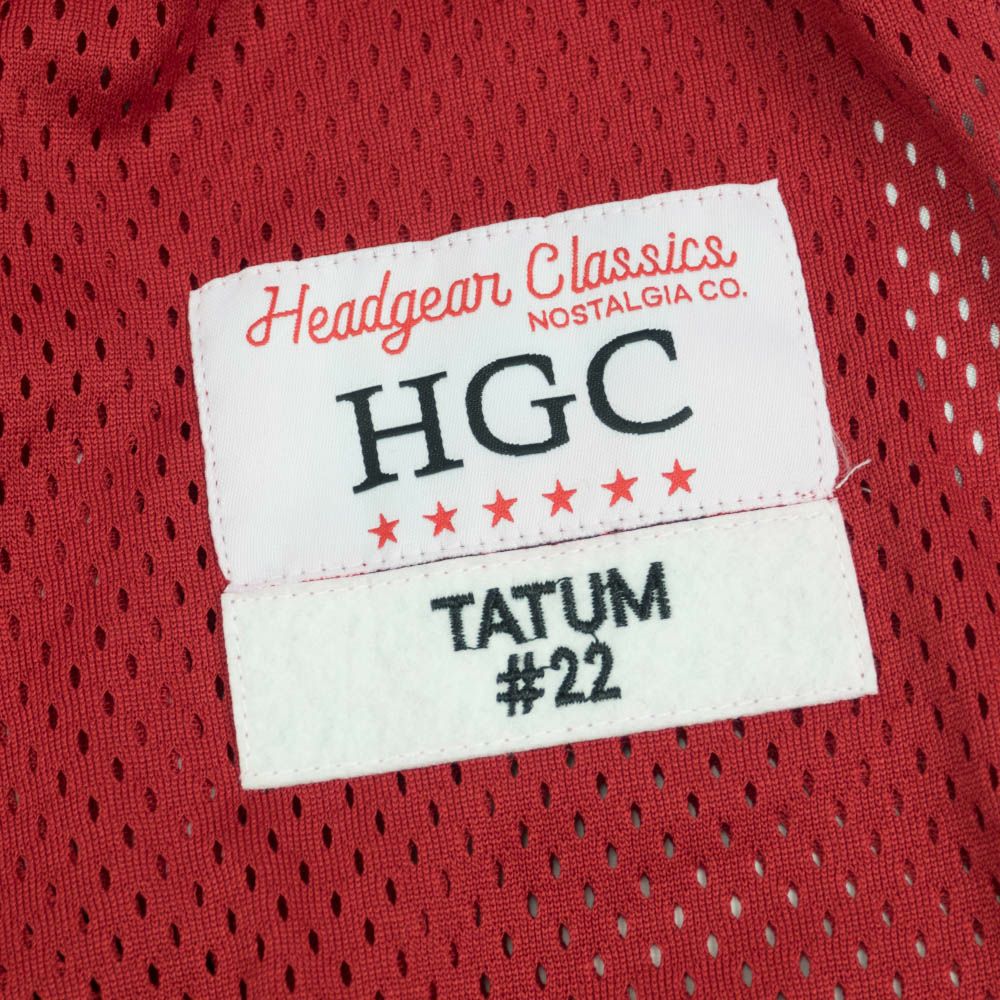 Headgear Classics
NOSTALGIA CO.
HGC
TATUM
#22